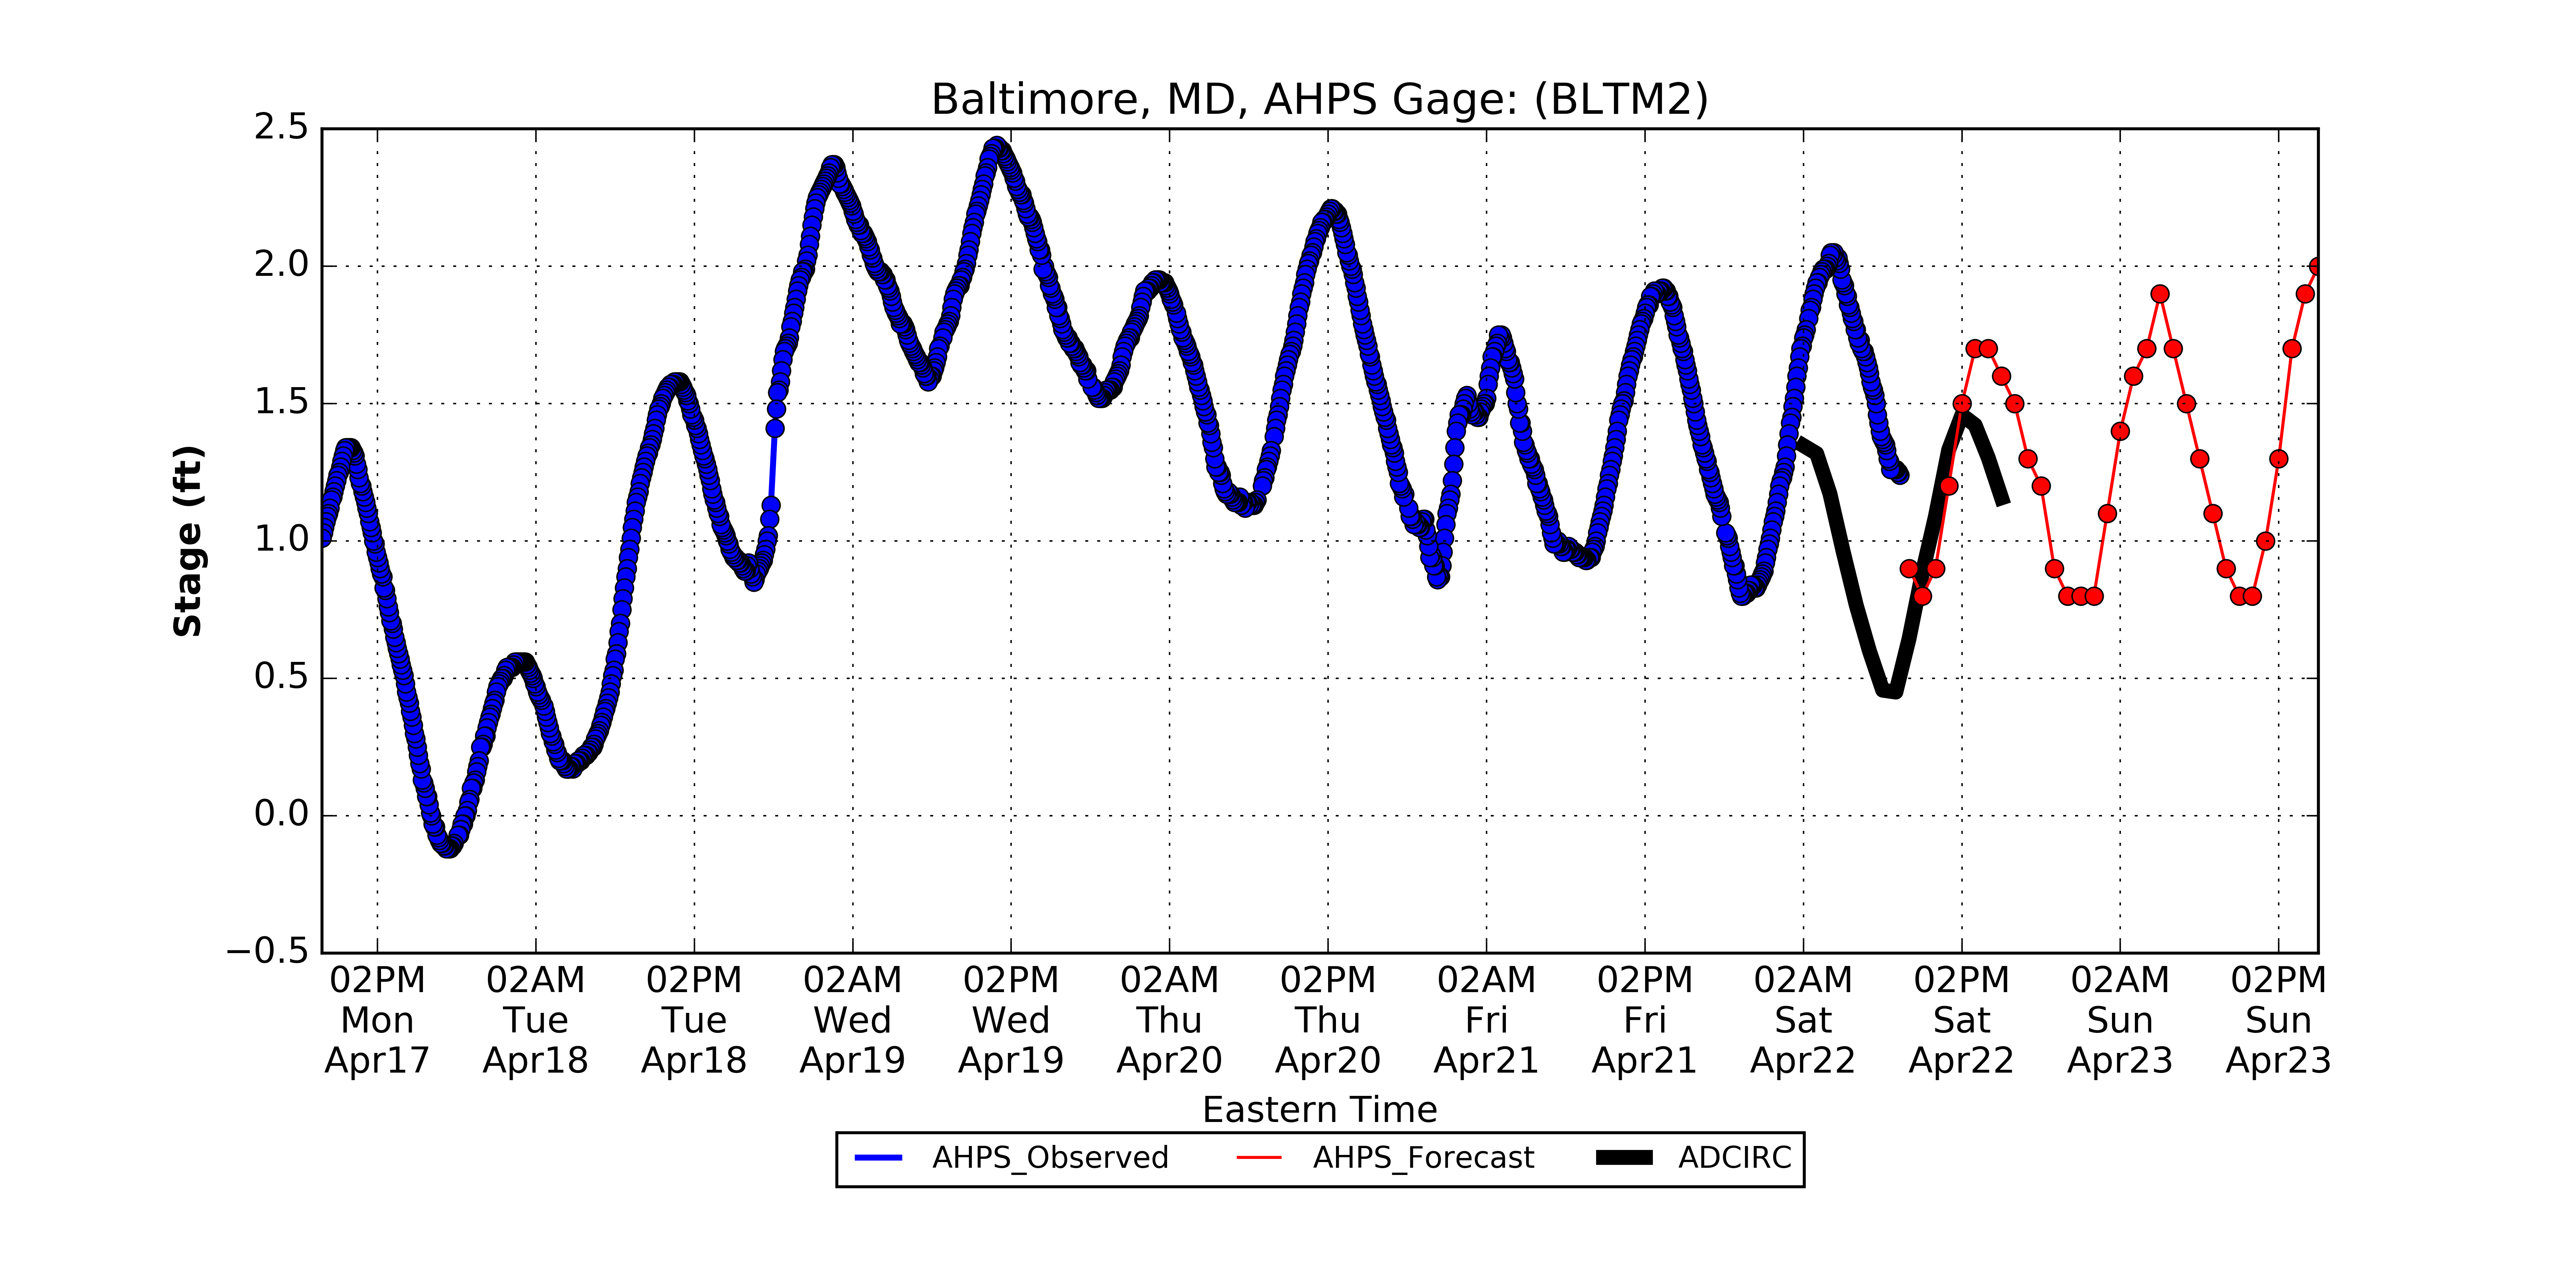 Baltimore, MD, AHPS Gage: (BLTM2)
Stage (ft)
2.5
2.0
1.5
1.0
0.5
0.0
−0.5
02PM 02AM 02PM 02AM 02PM 02AM 02PM 02AM 02PM 02AM 02PM 02AM 02PM
Mon Tue Tue Wed Wed Thu Thu Fri Fri Sat Sat Sun Sun
Apr17 Apr18 Apr18 Apr19 Apr19 Apr20 Apr20 Apr21 Apr21 Apr22 Apr22 Apr23 Apr23
Eastern Time
AHPS_Observed AHPS_Forecast ADCIRC